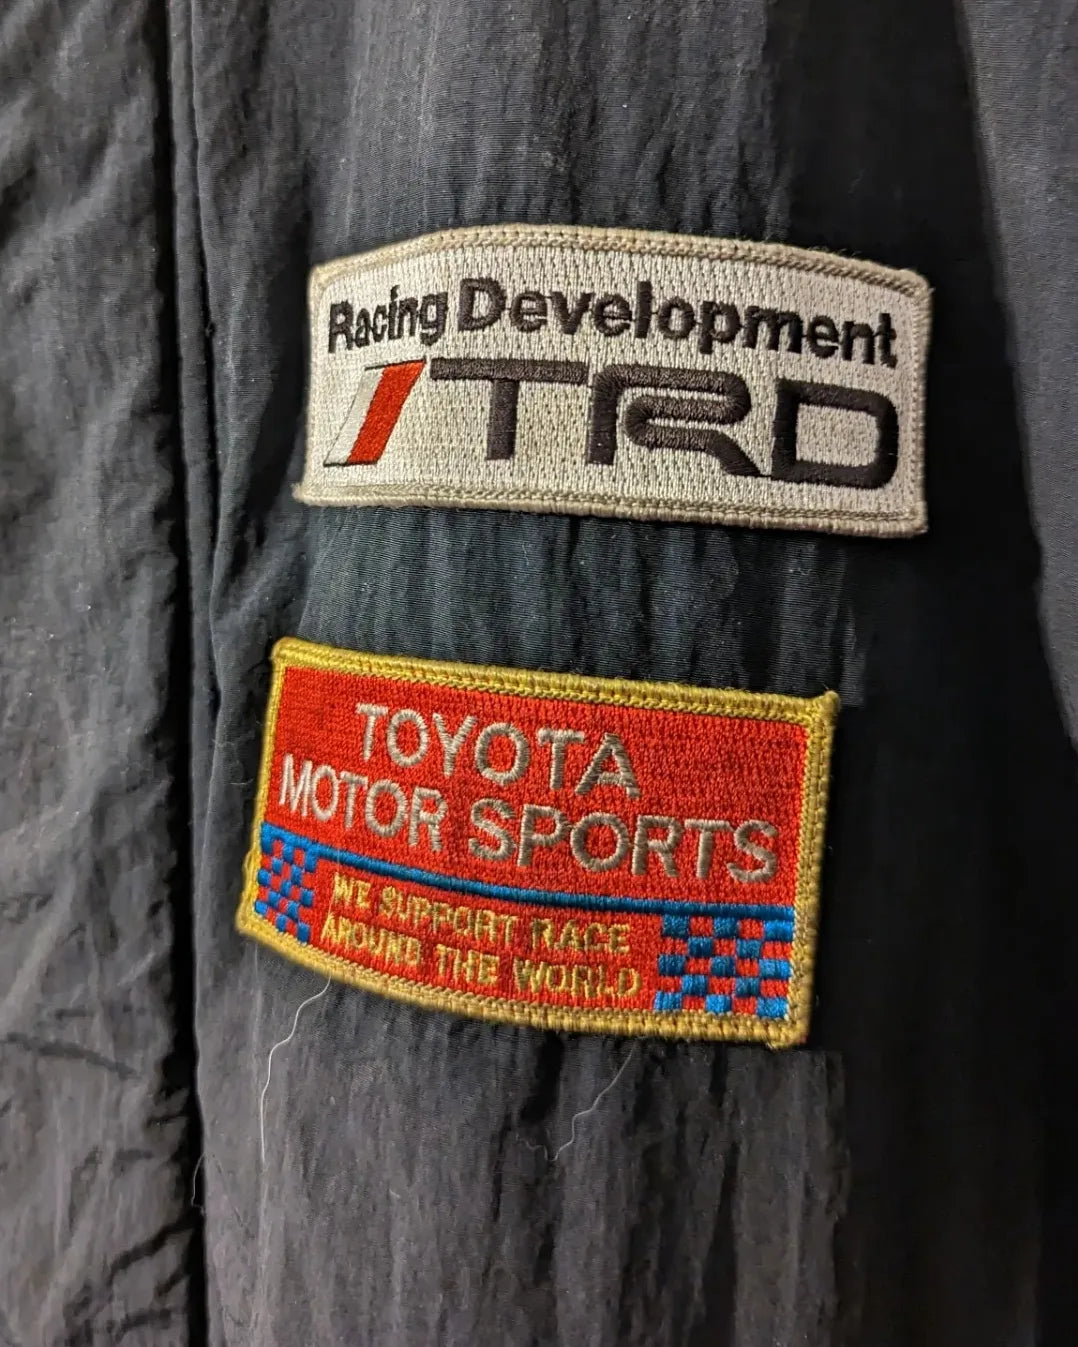 Racing Development
TRD
TOYOTA
MOTOR SPORTS
WE SUPPORT RACE
AROUND THE WORLD